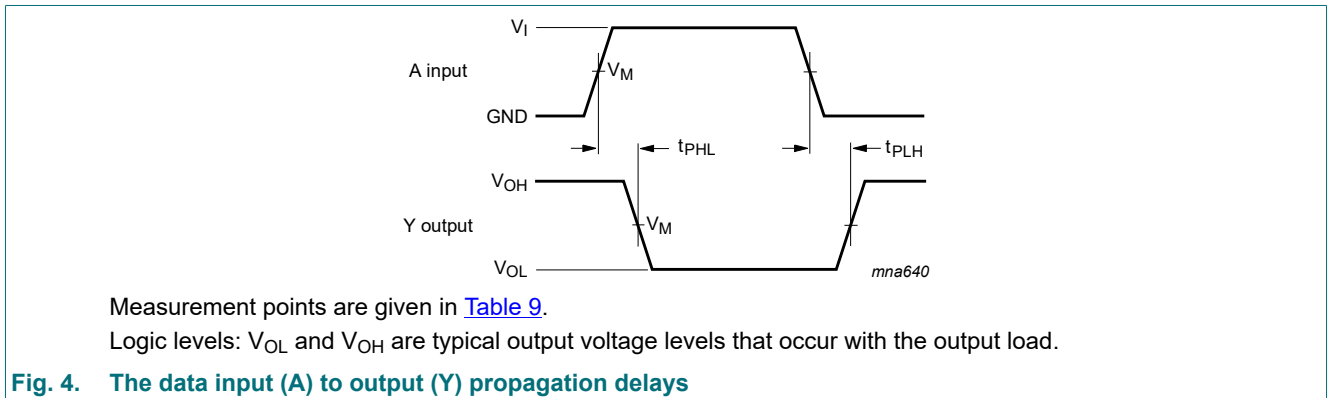 V_I
A input
V_M
GND
t_PHL
t_PLH
V_OH
Y output
V_M
V_OL
mna640
Measurement points are given in Table 9.
Logic levels: V_OL and V_OH are typical output voltage levels that occur with the output load.
Fig. 4. The data input (A) to output (Y) propagation delays